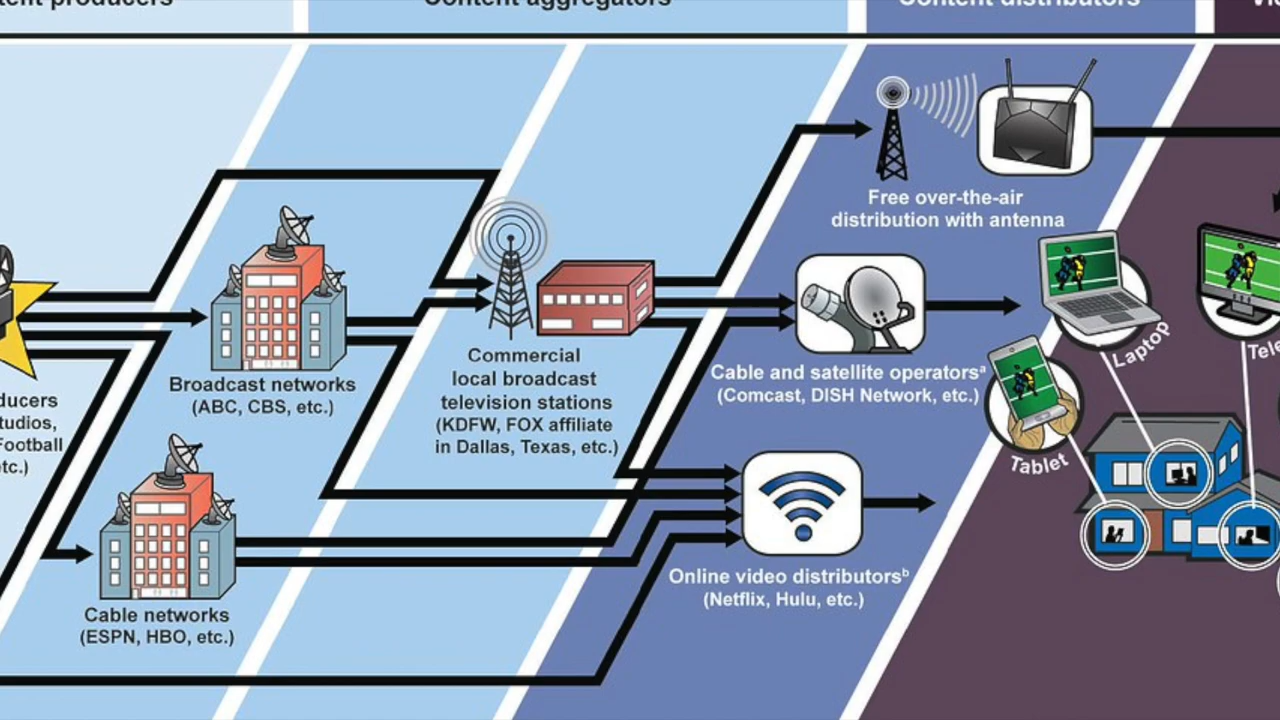 Content aggregators
Content distributors
Free over-the-air
distribution with antenna
Laptop
Tablet
Commercial
local broadcast
television stations
(KDFW, FOX affiliate
in Dallas, Texas, etc.)
Broadcast networks
(ABC, CBS, etc.)
Cable and satellite operatorsᵃ
(Comcast, DISH Network, etc.)
Football
etc.)
Online video distributorsᵇ
(Netflix, Hulu, etc.)
Cable networks
(ESPN, HBO, etc.)